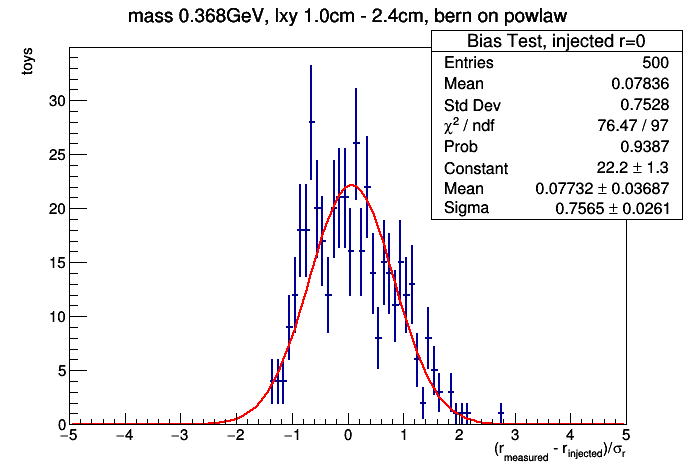 mass 0.368GeV, lxy 1.0cm - 2.4cm, bern on powlaw
toys
Bias Test, injected r=0
Entries 500
Mean 0.07836
Std Dev 0.7528
χ² / ndf 76.47 / 97
Prob 0.9387
Constant 22.2 ± 1.3
Mean 0.07732 ± 0.03687
Sigma 0.7565 ± 0.0261
30
25
20
15
10
5
0
−5 −4 −3 −2 −1 0 1 2 3 4 5
(r_measured - r_injected)/σ_r